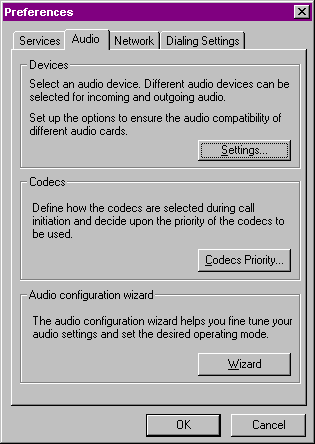 Preferences
Services Audio Network Dialing Settings
Devices
Select an audio device. Different audio devices can be
selected for incoming and outgoing audio.
Set up the options to ensure the audio compatibility of
different audio cards.
Settings...
Codecs
Define how the codecs are selected during call
initiation and decide upon the priority of the codecs to
be used.
Codecs Priority...
Audio configuration wizard
The audio configuration wizard helps you fine tune your
audio settings and set the desired operating mode.
Wizard
OK Cancel